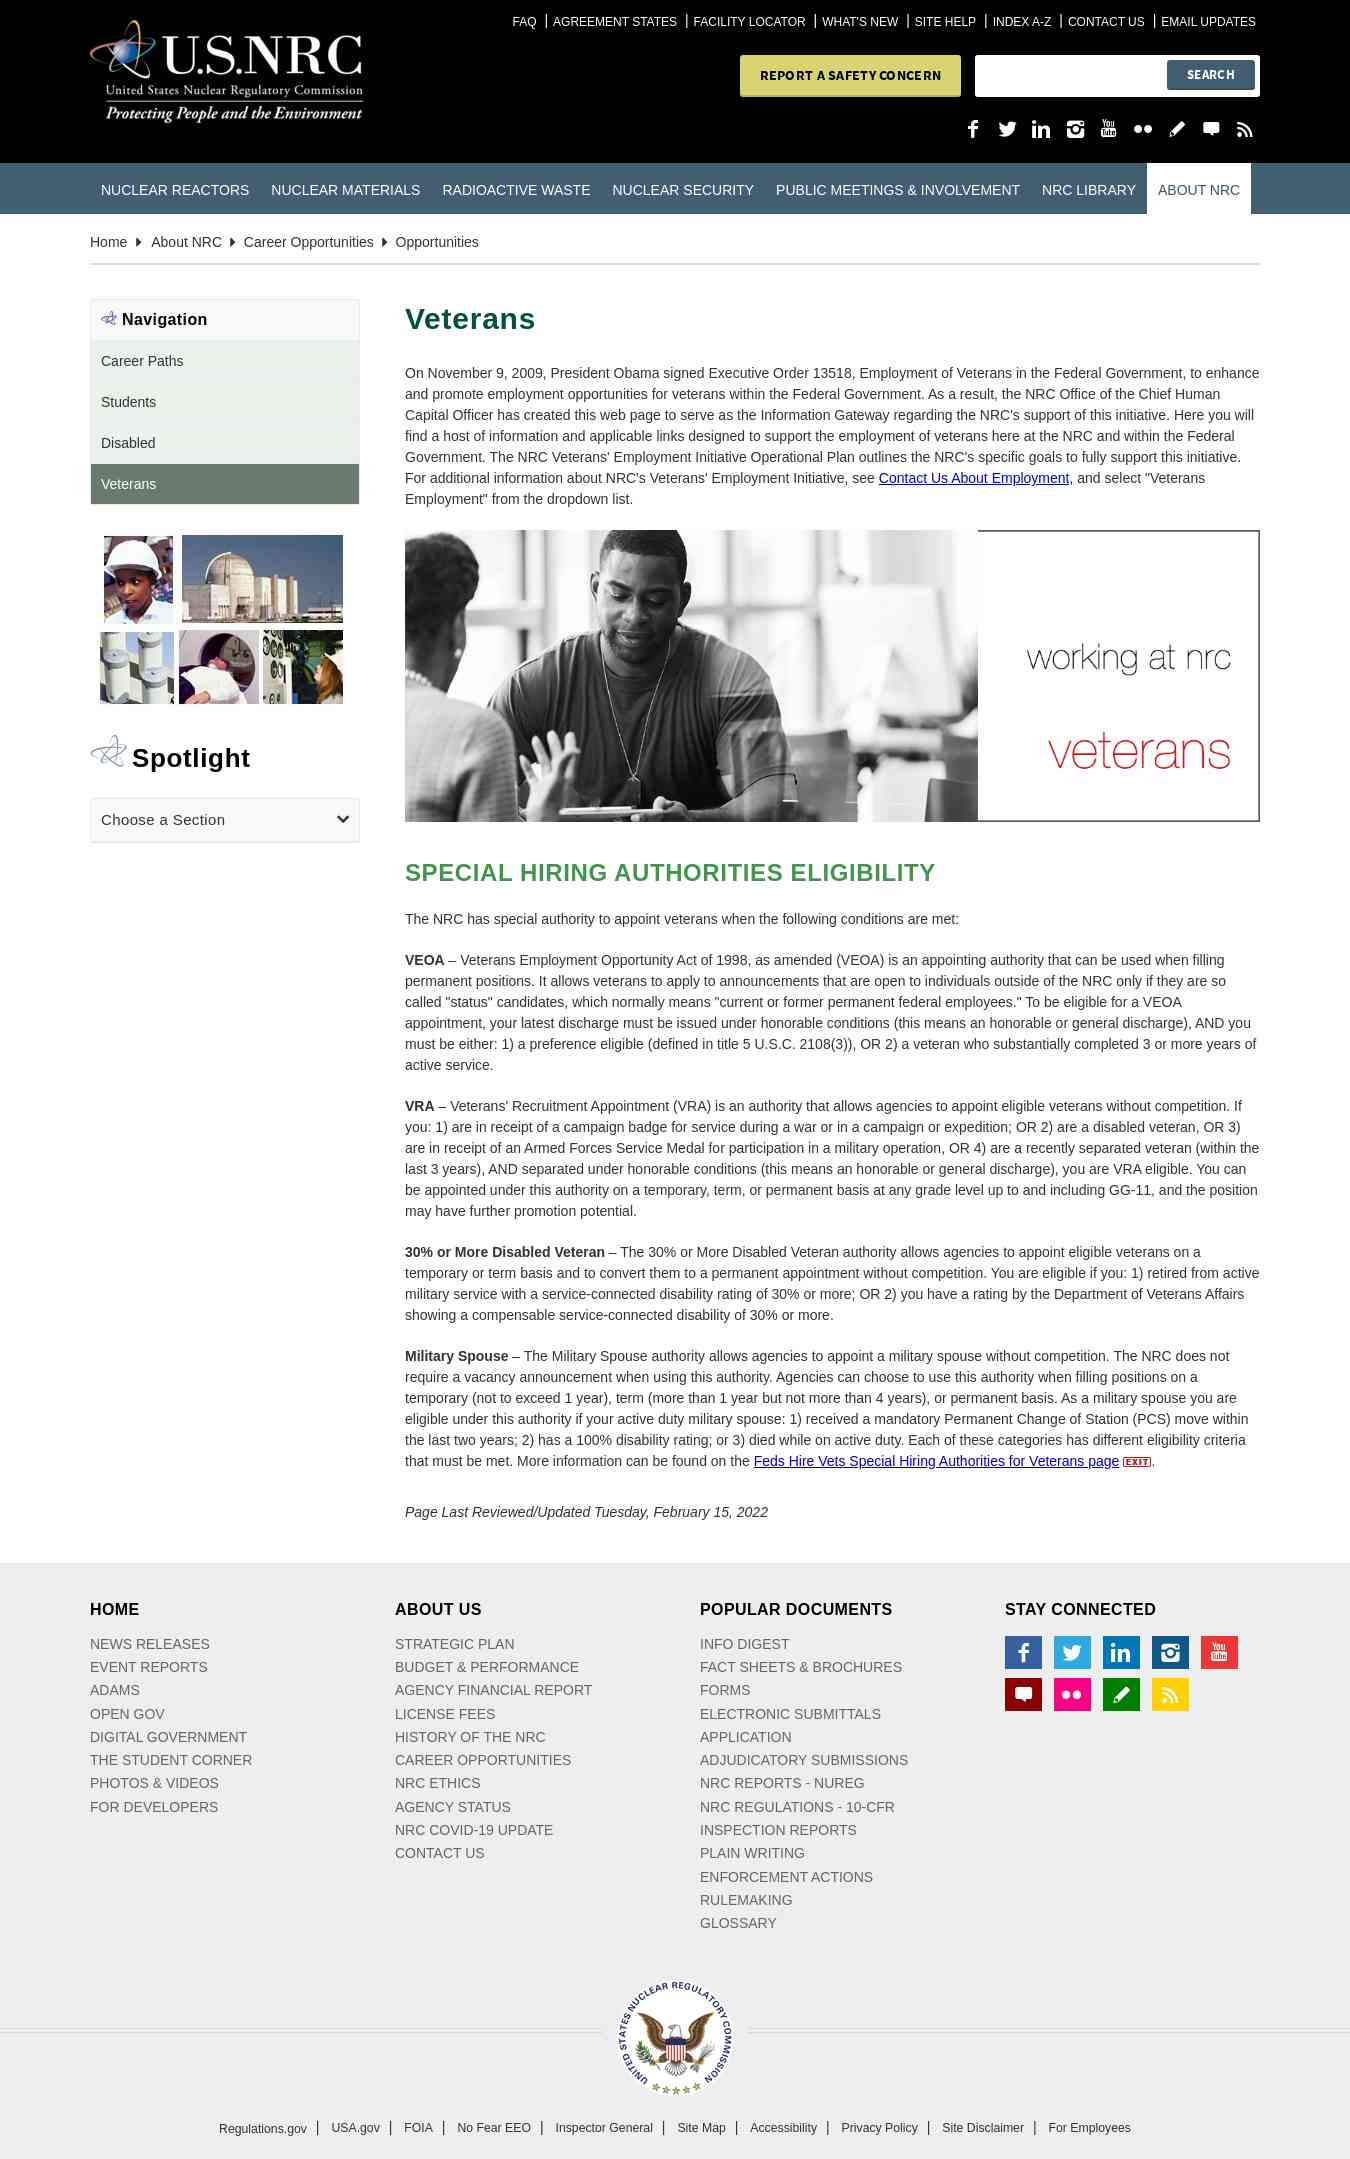 FAQ | AGREEMENT STATES | FACILITY LOCATOR | WHAT'S NEW | SITE HELP | INDEX A-Z | CONTACT US | EMAIL UPDATES
U.S.NRC
United States Nuclear Regulatory Commission
Protecting People and the Environment
REPORT A SAFETY CONCERN
SEARCH
NUCLEAR REACTORS NUCLEAR MATERIALS RADIOACTIVE WASTE NUCLEAR SECURITY PUBLIC MEETINGS & INVOLVEMENT NRC LIBRARY ABOUT NRC
Home About NRC Career Opportunities Opportunities
Navigation
Career Paths
Students
Disabled
Veterans
Spotlight
Choose a Section
Veterans
On November 9, 2009, President Obama signed Executive Order 13518, Employment of Veterans in the Federal Government, to enhance
and promote employment opportunities for veterans within the Federal Government. As a result, the NRC Office of the Chief Human
Capital Officer has created this web page to serve as the Information Gateway regarding the NRC's support of this initiative. Here you will
find a host of information and applicable links designed to support the employment of veterans here at the NRC and within the Federal
Government. The NRC Veterans' Employment Initiative Operational Plan outlines the NRC's specific goals to fully support this initiative.
For additional information about NRC's Veterans' Employment Initiative, see Contact Us About Employment, and select "Veterans
Employment" from the dropdown list.
working at nrc
veterans
SPECIAL HIRING AUTHORITIES ELIGIBILITY
The NRC has special authority to appoint veterans when the following conditions are met:
VEOA – Veterans Employment Opportunity Act of 1998, as amended (VEOA) is an appointing authority that can be used when filling
permanent positions. It allows veterans to apply to announcements that are open to individuals outside of the NRC only if they are so
called "status" candidates, which normally means "current or former permanent federal employees." To be eligible for a VEOA
appointment, your latest discharge must be issued under honorable conditions (this means an honorable or general discharge), AND you
must be either: 1) a preference eligible (defined in title 5 U.S.C. 2108(3)), OR 2) a veteran who substantially completed 3 or more years of
active service.
VRA – Veterans' Recruitment Appointment (VRA) is an authority that allows agencies to appoint eligible veterans without competition. If
you: 1) are in receipt of a campaign badge for service during a war or in a campaign or expedition; OR 2) are a disabled veteran, OR 3)
are in receipt of an Armed Forces Service Medal for participation in a military operation, OR 4) are a recently separated veteran (within the
last 3 years), AND separated under honorable conditions (this means an honorable or general discharge), you are VRA eligible. You can
be appointed under this authority on a temporary, term, or permanent basis at any grade level up to and including GG-11, and the position
may have further promotion potential.
30% or More Disabled Veteran – The 30% or More Disabled Veteran authority allows agencies to appoint eligible veterans on a
temporary or term basis and to convert them to a permanent appointment without competition. You are eligible if you: 1) retired from active
military service with a service-connected disability rating of 30% or more; OR 2) you have a rating by the Department of Veterans Affairs
showing a compensable service-connected disability of 30% or more.
Military Spouse – The Military Spouse authority allows agencies to appoint a military spouse without competition. The NRC does not
require a vacancy announcement when using this authority. Agencies can choose to use this authority when filling positions on a
temporary (not to exceed 1 year), term (more than 1 year but not more than 4 years), or permanent basis. As a military spouse you are
eligible under this authority if your active duty military spouse: 1) received a mandatory Permanent Change of Station (PCS) move within
the last two years; 2) has a 100% disability rating; or 3) died while on active duty. Each of these categories has different eligibility criteria
that must be met. More information can be found on the Feds Hire Vets Special Hiring Authorities for Veterans page EXIT.
Page Last Reviewed/Updated Tuesday, February 15, 2022
HOME
NEWS RELEASES
EVENT REPORTS
ADAMS
OPEN GOV
DIGITAL GOVERNMENT
THE STUDENT CORNER
PHOTOS & VIDEOS
FOR DEVELOPERS
ABOUT US
STRATEGIC PLAN
BUDGET & PERFORMANCE
AGENCY FINANCIAL REPORT
LICENSE FEES
HISTORY OF THE NRC
CAREER OPPORTUNITIES
NRC ETHICS
AGENCY STATUS
NRC COVID-19 UPDATE
CONTACT US
POPULAR DOCUMENTS
INFO DIGEST
FACT SHEETS & BROCHURES
FORMS
ELECTRONIC SUBMITTALS
APPLICATION
ADJUDICATORY SUBMISSIONS
NRC REPORTS - NUREG
NRC REGULATIONS - 10-CFR
INSPECTION REPORTS
PLAIN WRITING
ENFORCEMENT ACTIONS
RULEMAKING
GLOSSARY
STAY CONNECTED
You Tube
UNITED STATES NUCLEAR REGULATORY COMMISSION
Regulations.gov | USA.gov | FOIA | No Fear EEO | Inspector General | Site Map | Accessibility | Privacy Policy | Site Disclaimer | For Employees